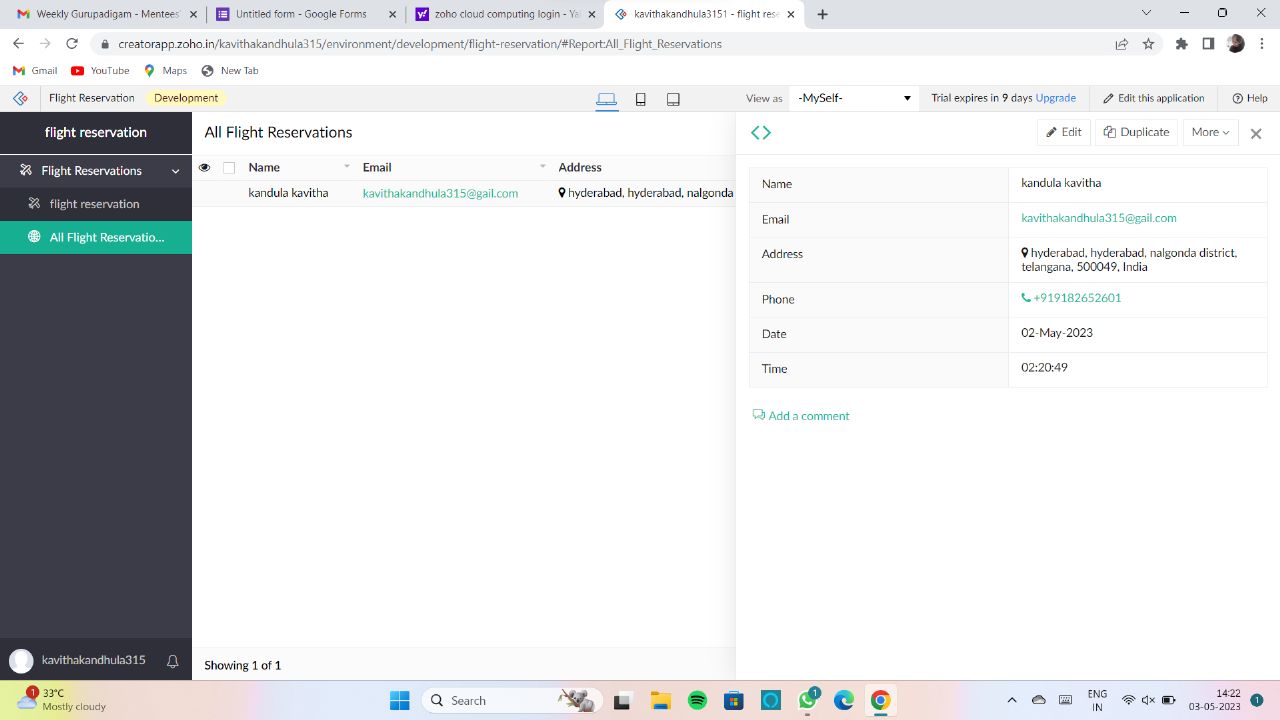 Weekly Gurupadigam - Mentees
Untitled form - Google Forms
zoho cloud computing login - Ya
kavithakandhula3151 - flight rese
creatorapp.zoho.in/kavithakandhula315/environment/development/flight-reservation/#Report:All_Flight_Reservations
Gmail
YouTube
Maps
New Tab
Flight Reservation
Development
View as
-MySelf-
Trial expires in 9 days
Upgrade
Edit this application
Help
flight reservation
Flight Reservations
flight reservation
All Flight Reservatio...
kavithakandhula315
All Flight Reservations
Name
Email
Address
kandula kavitha
kavithakandhula315@gail.com
hyderabad, hyderabad, nalgonda
Showing 1 of 1
Edit
Duplicate
More
Name
kandula kavitha
Email
kavithakandhula315@gail.com
Address
hyderabad, hyderabad, nalgonda district,
telangana, 500049, India
Phone
+919182652601
Date
02-May-2023
Time
02:20:49
Add a comment
1
33°C
Mostly cloudy
Search
1
ENG
IN
14:22
03-05-2023
1